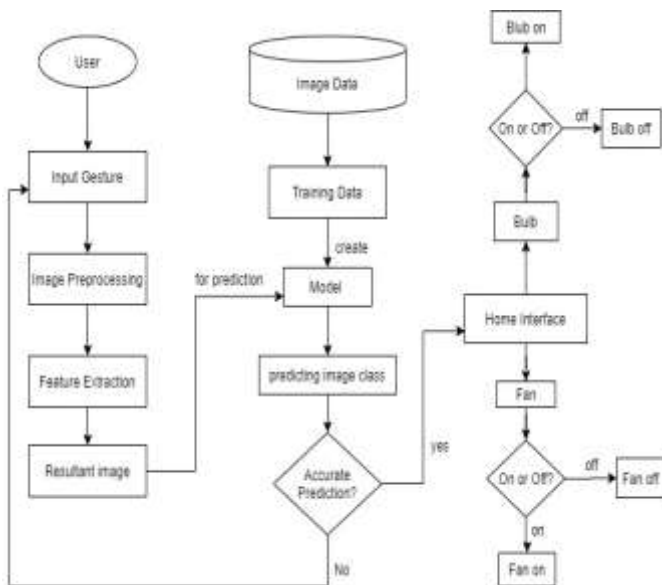 User
Input Gesture
Image Preprocessing
Feature Extraction
Resultant image
for prediction
Image Data
Training Data
create
Model
predicting image class
Accurate
Prediction?
yes
No
Blub on
On or Off?
off
Bulb off
Bulb
Home Interface
Fan
On or Off?
off
Fan off
on
Fan on